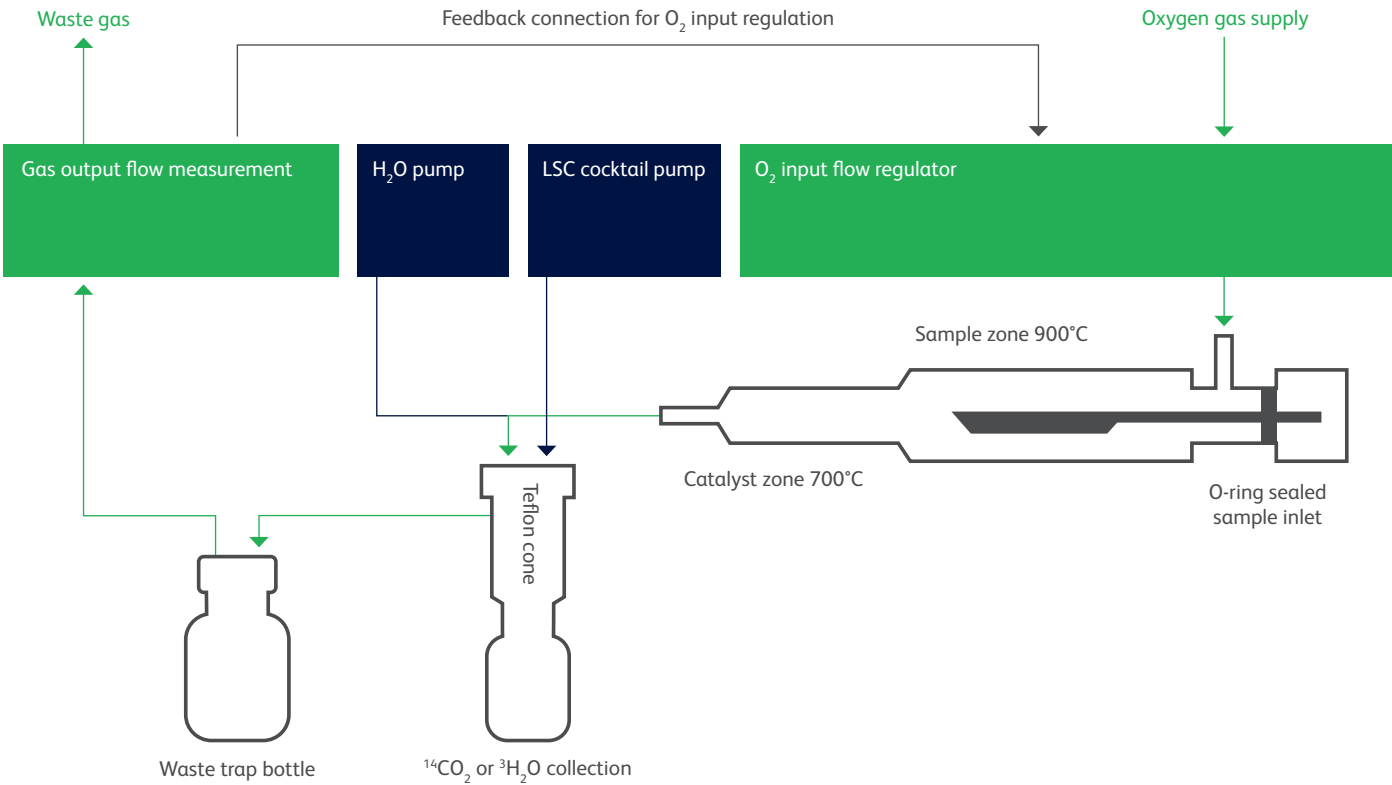 Waste gas
Feedback connection for O₂ input regulation
Oxygen gas supply
Gas output flow measurement
H₂O pump
LSC cocktail pump
O₂ input flow regulator
Sample zone 900°C
Catalyst zone 700°C
O-ring sealed
sample inlet
Teflon cone
Waste trap bottle
¹⁴CO₂ or ³H₂O collection